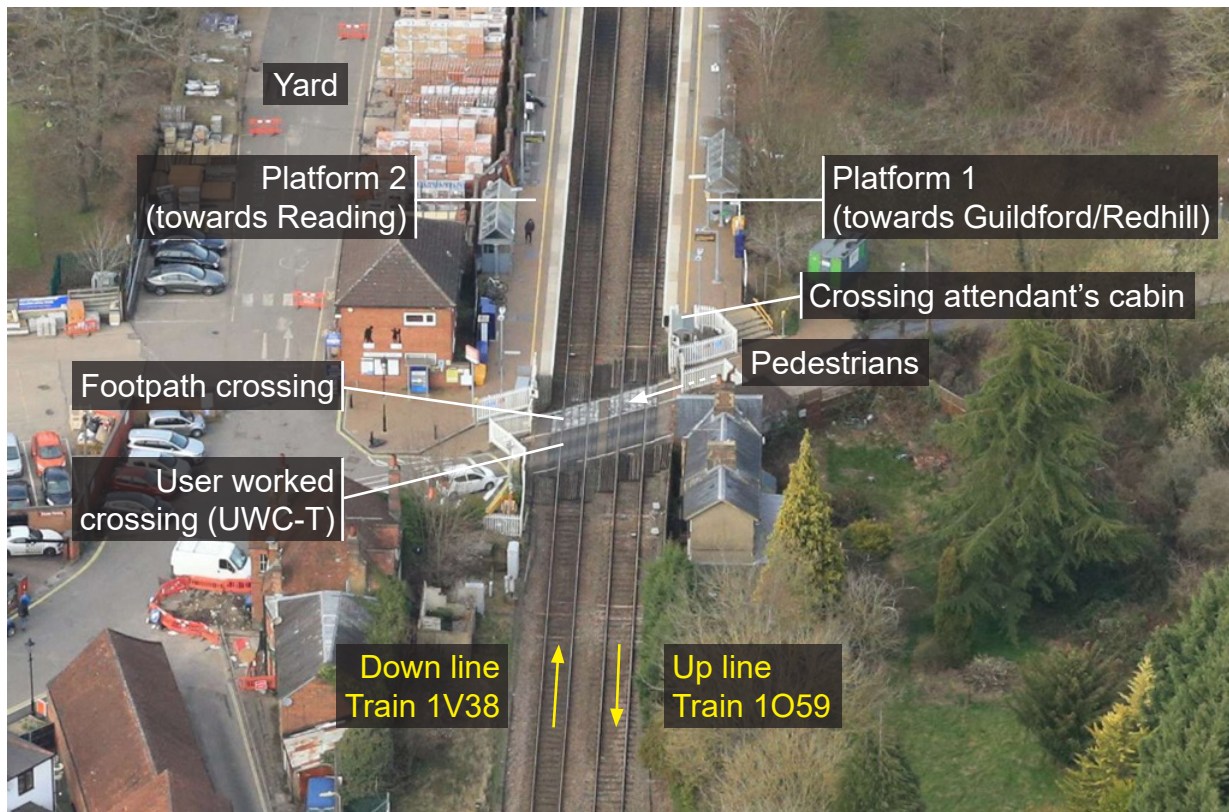 Yard
Platform 2
(towards Reading)
Platform 1
(towards Guildford/Redhill)
Crossing attendant's cabin
Pedestrians
Footpath crossing
User worked
crossing (UWC-T)
Down line
Train 1V38
Up line
Train 1O59